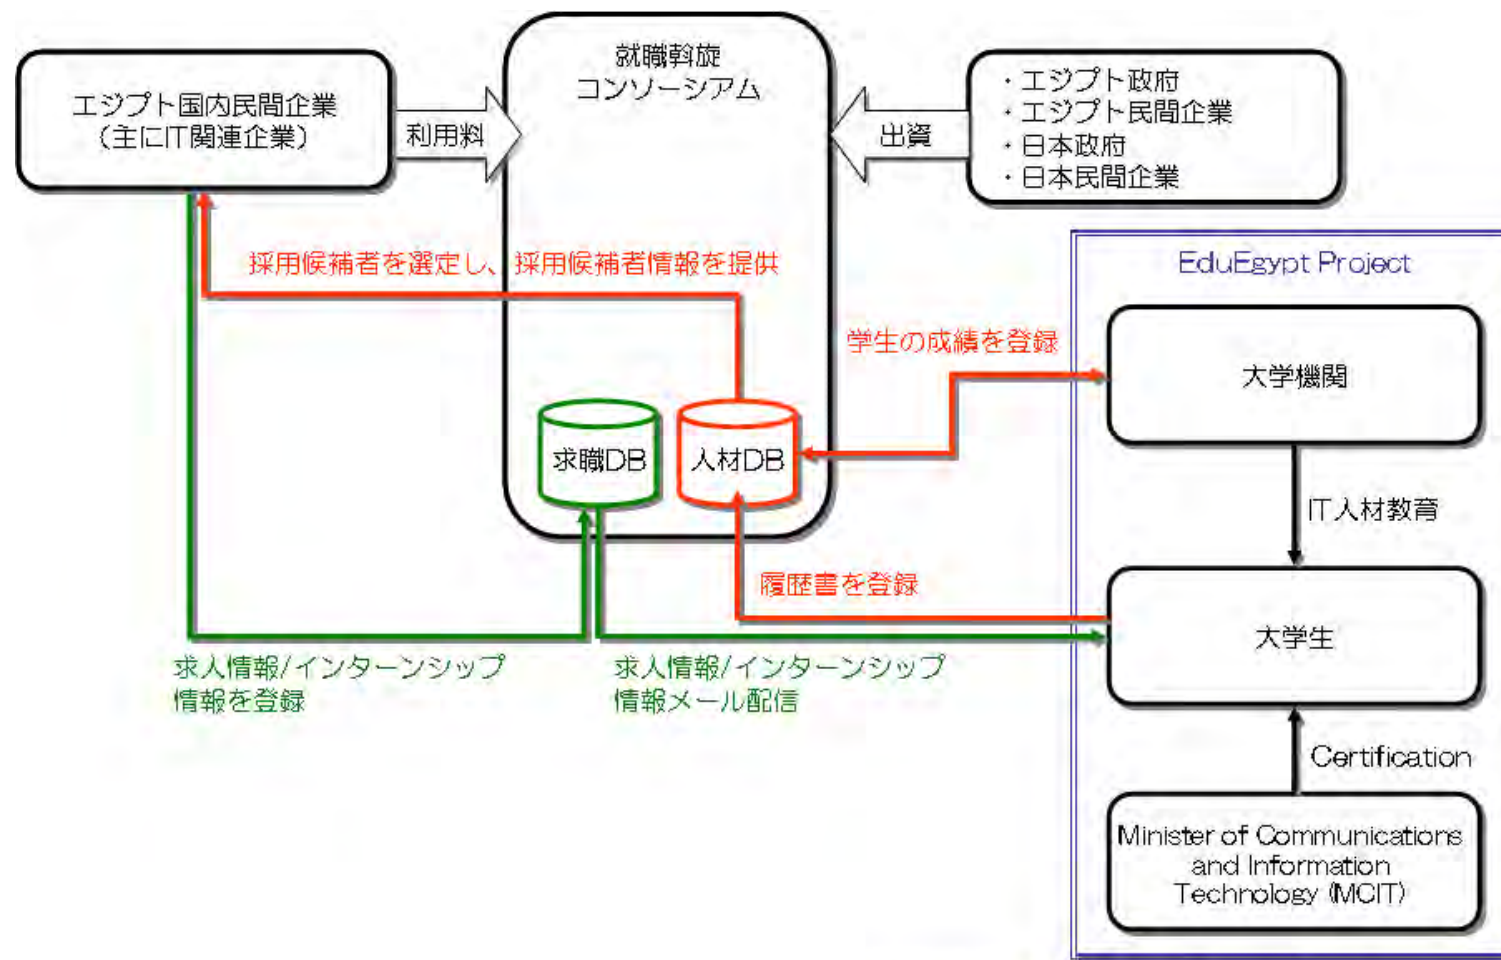 就職斡旋
コンソーシアム
エジプト国内民間企業
（主にIT関連企業）
利用料
出資
・エジプト政府
・エジプト民間企業
・日本政府
・日本民間企業
採用候補者を選定し、採用候補者情報を提供
EduEgypt Project
学生の成績を登録
大学機関
求職DB
人材DB
IT人材教育
履歴書を登録
大学生
求人情報/インターンシップ
情報を登録
求人情報/インターンシップ
情報メール配信
Certification
Minister of Communications
and Information
Technology (MCIT)